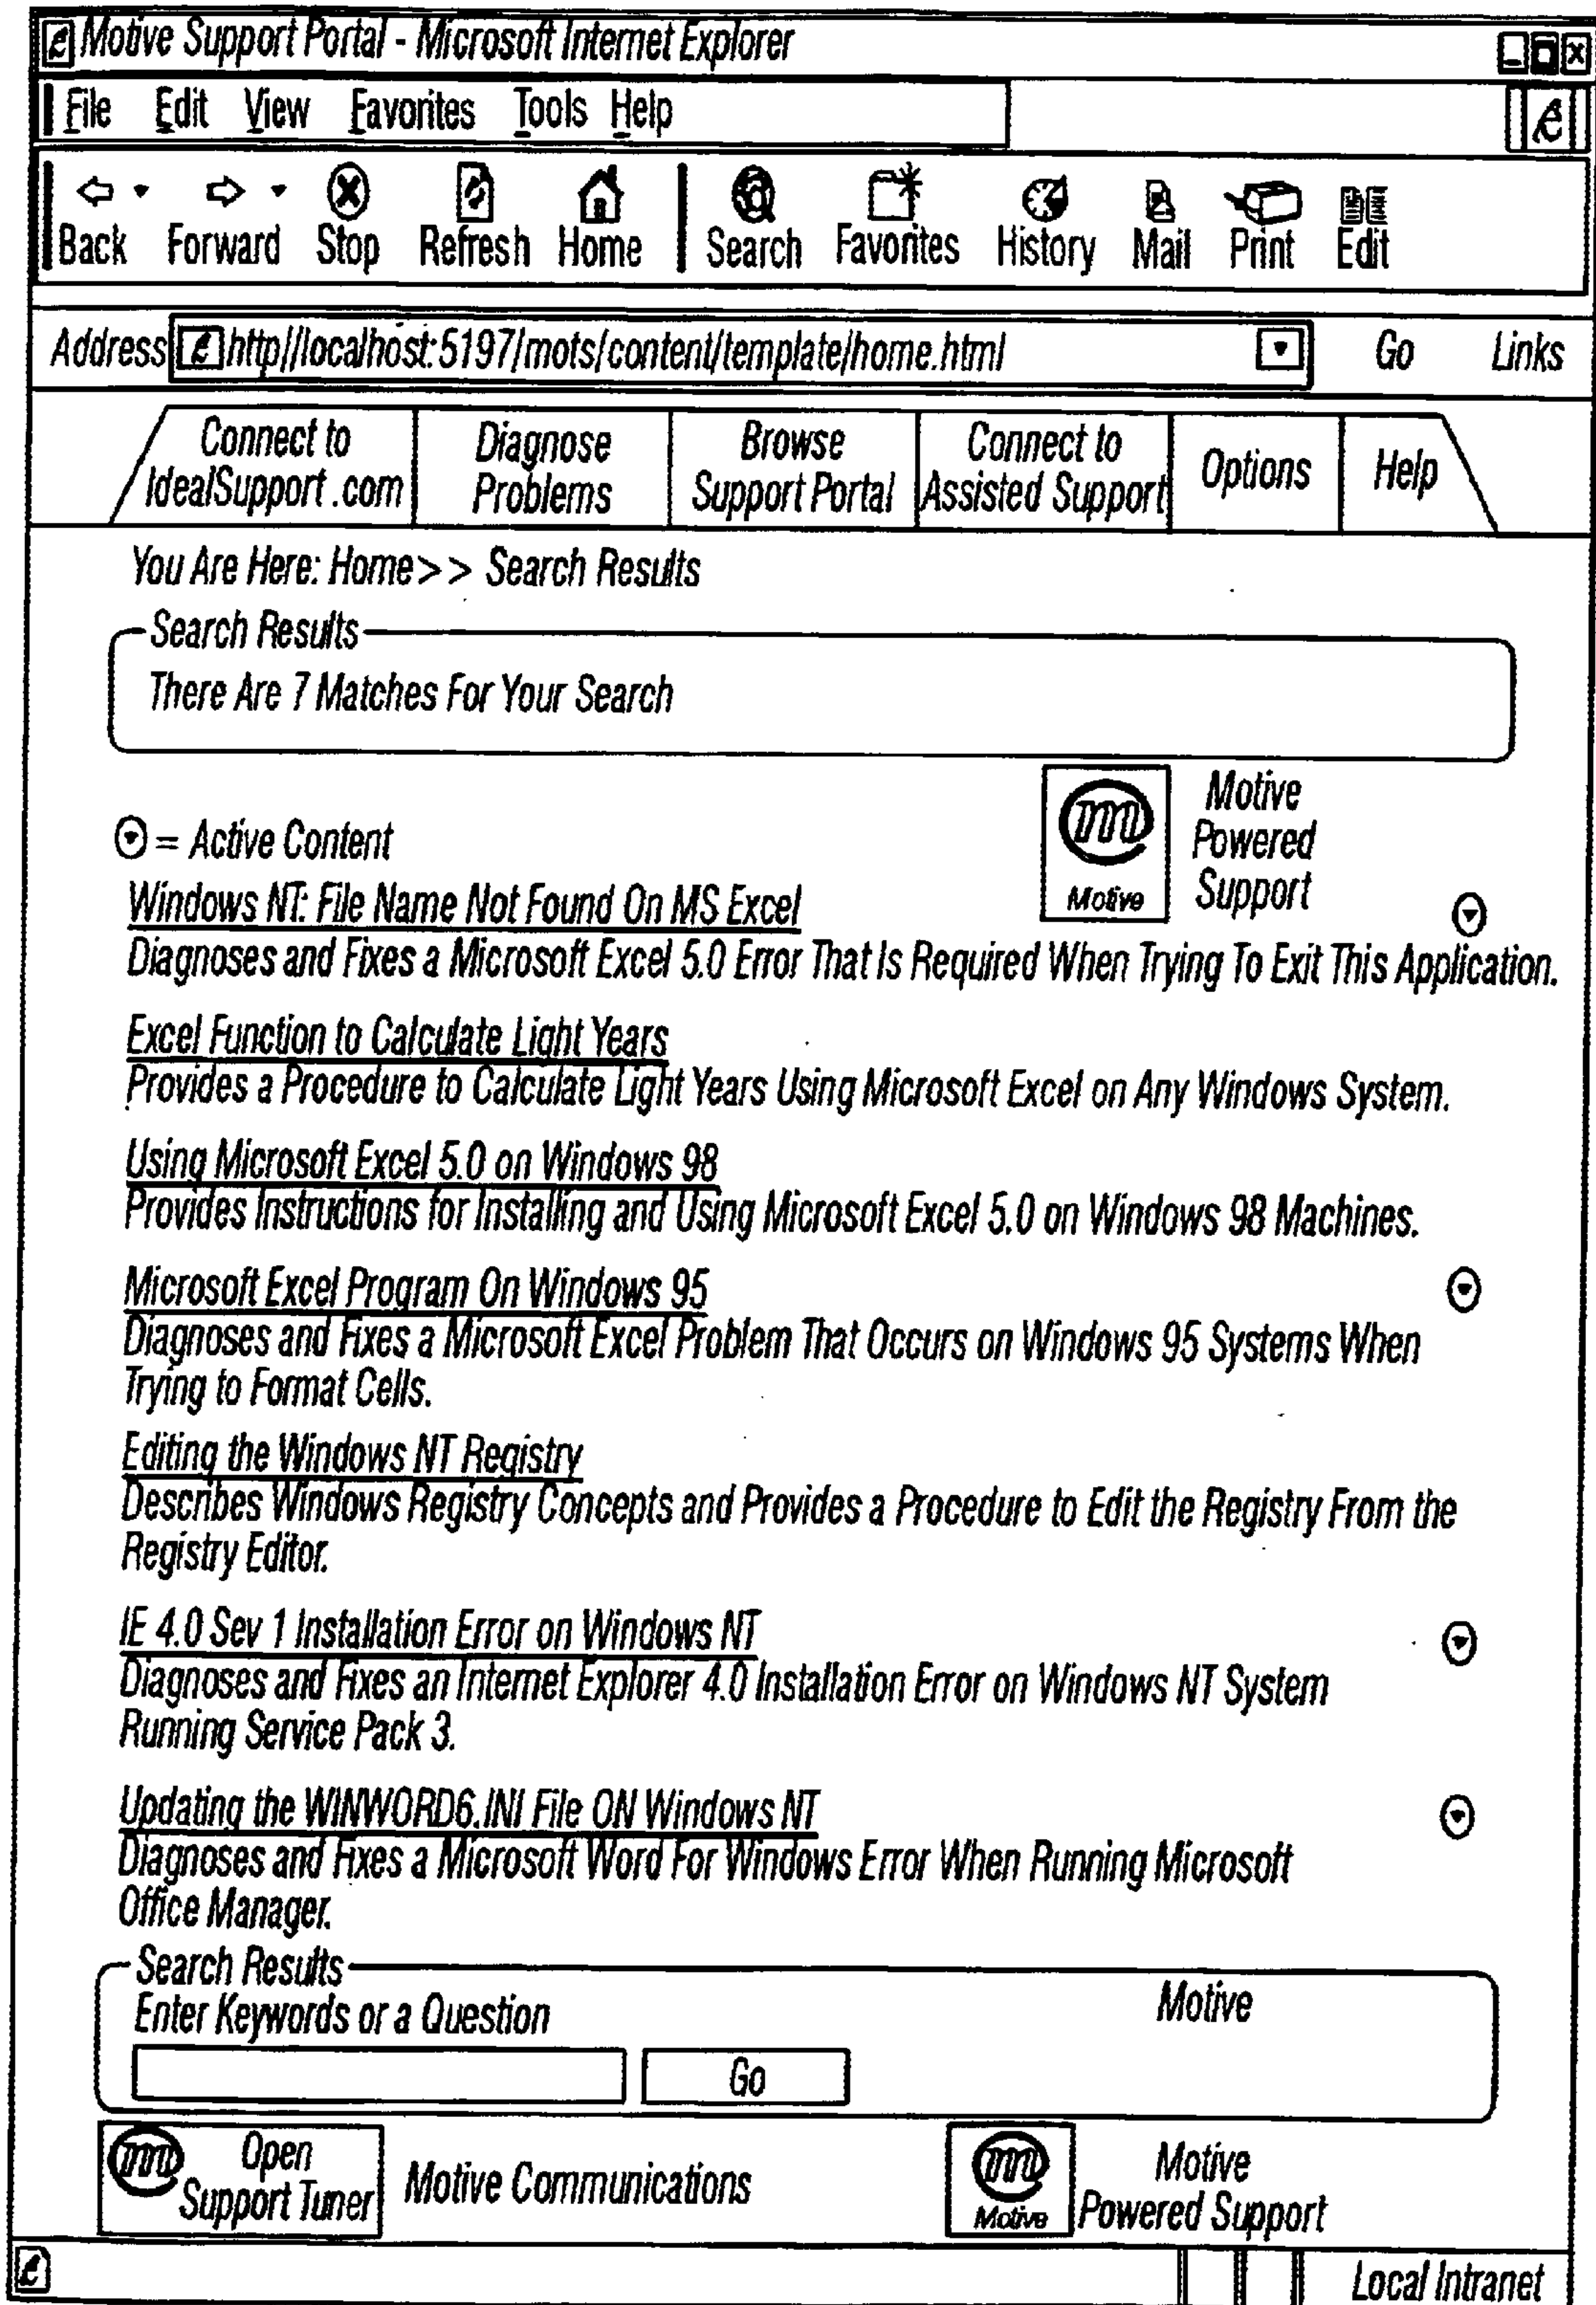 Motive Support Portal - Microsoft Internet Explorer
File Edit View Favorites Tools Help
Back Forward Stop Refresh Home Search Favorites History Mail Print Edit
Address http//localhost:5197/mots/content/template/home.html Go Links
Connect to IdealSupport.com Diagnose Problems Browse Support Portal Connect to Assisted Support Options Help
You Are Here: Home>> Search Results
Search Results
There Are 7 Matches For Your Search
= Active Content
Motive
Motive
Powered
Support
Windows NT: File Name Not Found On MS Excel
Diagnoses and Fixes a Microsoft Excel 5.0 Error That Is Required When Trying To Exit This Application.
Excel Function to Calculate Light Years
Provides a Procedure to Calculate Light Years Using Microsoft Excel on Any Windows System.
Using Microsoft Excel 5.0 on Windows 98
Provides Instructions for Installing and Using Microsoft Excel 5.0 on Windows 98 Machines.
Microsoft Excel Program On Windows 95
Diagnoses and Fixes a Microsoft Excel Problem That Occurs on Windows 95 Systems When
Trying to Format Cells.
Editing the Windows NT Registry
Describes Windows Registry Concepts and Provides a Procedure to Edit the Registry From the
Registry Editor.
IE 4.0 Sev 1 Installation Error on Windows NT
Diagnoses and Fixes an Internet Explorer 4.0 Installation Error on Windows NT System
Running Service Pack 3.
Updating the WINWORD6.INI File ON Windows NT
Diagnoses and Fixes a Microsoft Word For Windows Error When Running Microsoft
Office Manager.
Search Results
Enter Keywords or a Question
Motive
Go
m Open
Support Tuner
Motive Communications
m
Motive
Motive
Powered Support
Local Intranet